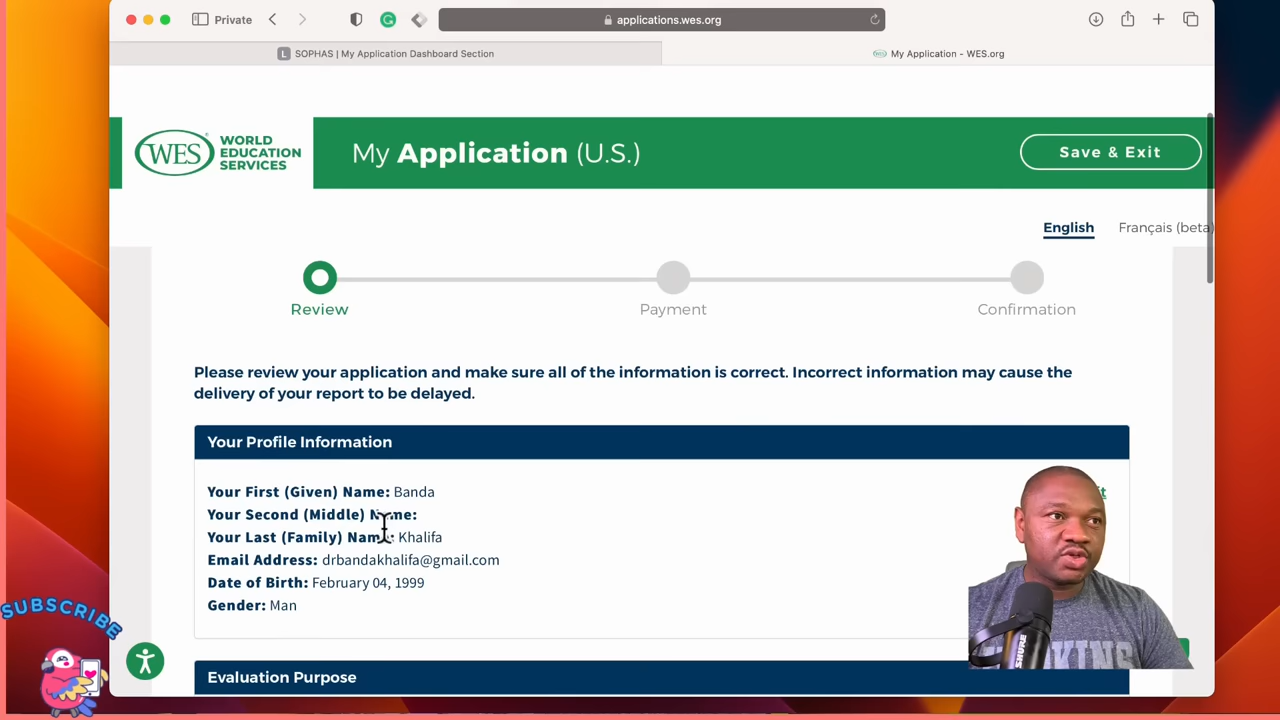 Private
applications.wes.org
SOPHAS | My Application Dashboard Section
My Application - WES.org
WES WORLD EDUCATION SERVICES
My Application (U.S.)
Save & Exit
English
Français (beta)
Review
Payment
Confirmation
Please review your application and make sure all of the information is correct. Incorrect information may cause the
delivery of your report to be delayed.
Your Profile Information
Your First (Given) Name: Banda
Your Second (Middle) Name:
Your Last (Family) Name: Khalifa
Email Address: drbandakhalifa@gmail.com
Date of Birth: February 04, 1999
Gender: Man
SUBSCRIBE
SHURE
Evaluation Purpose